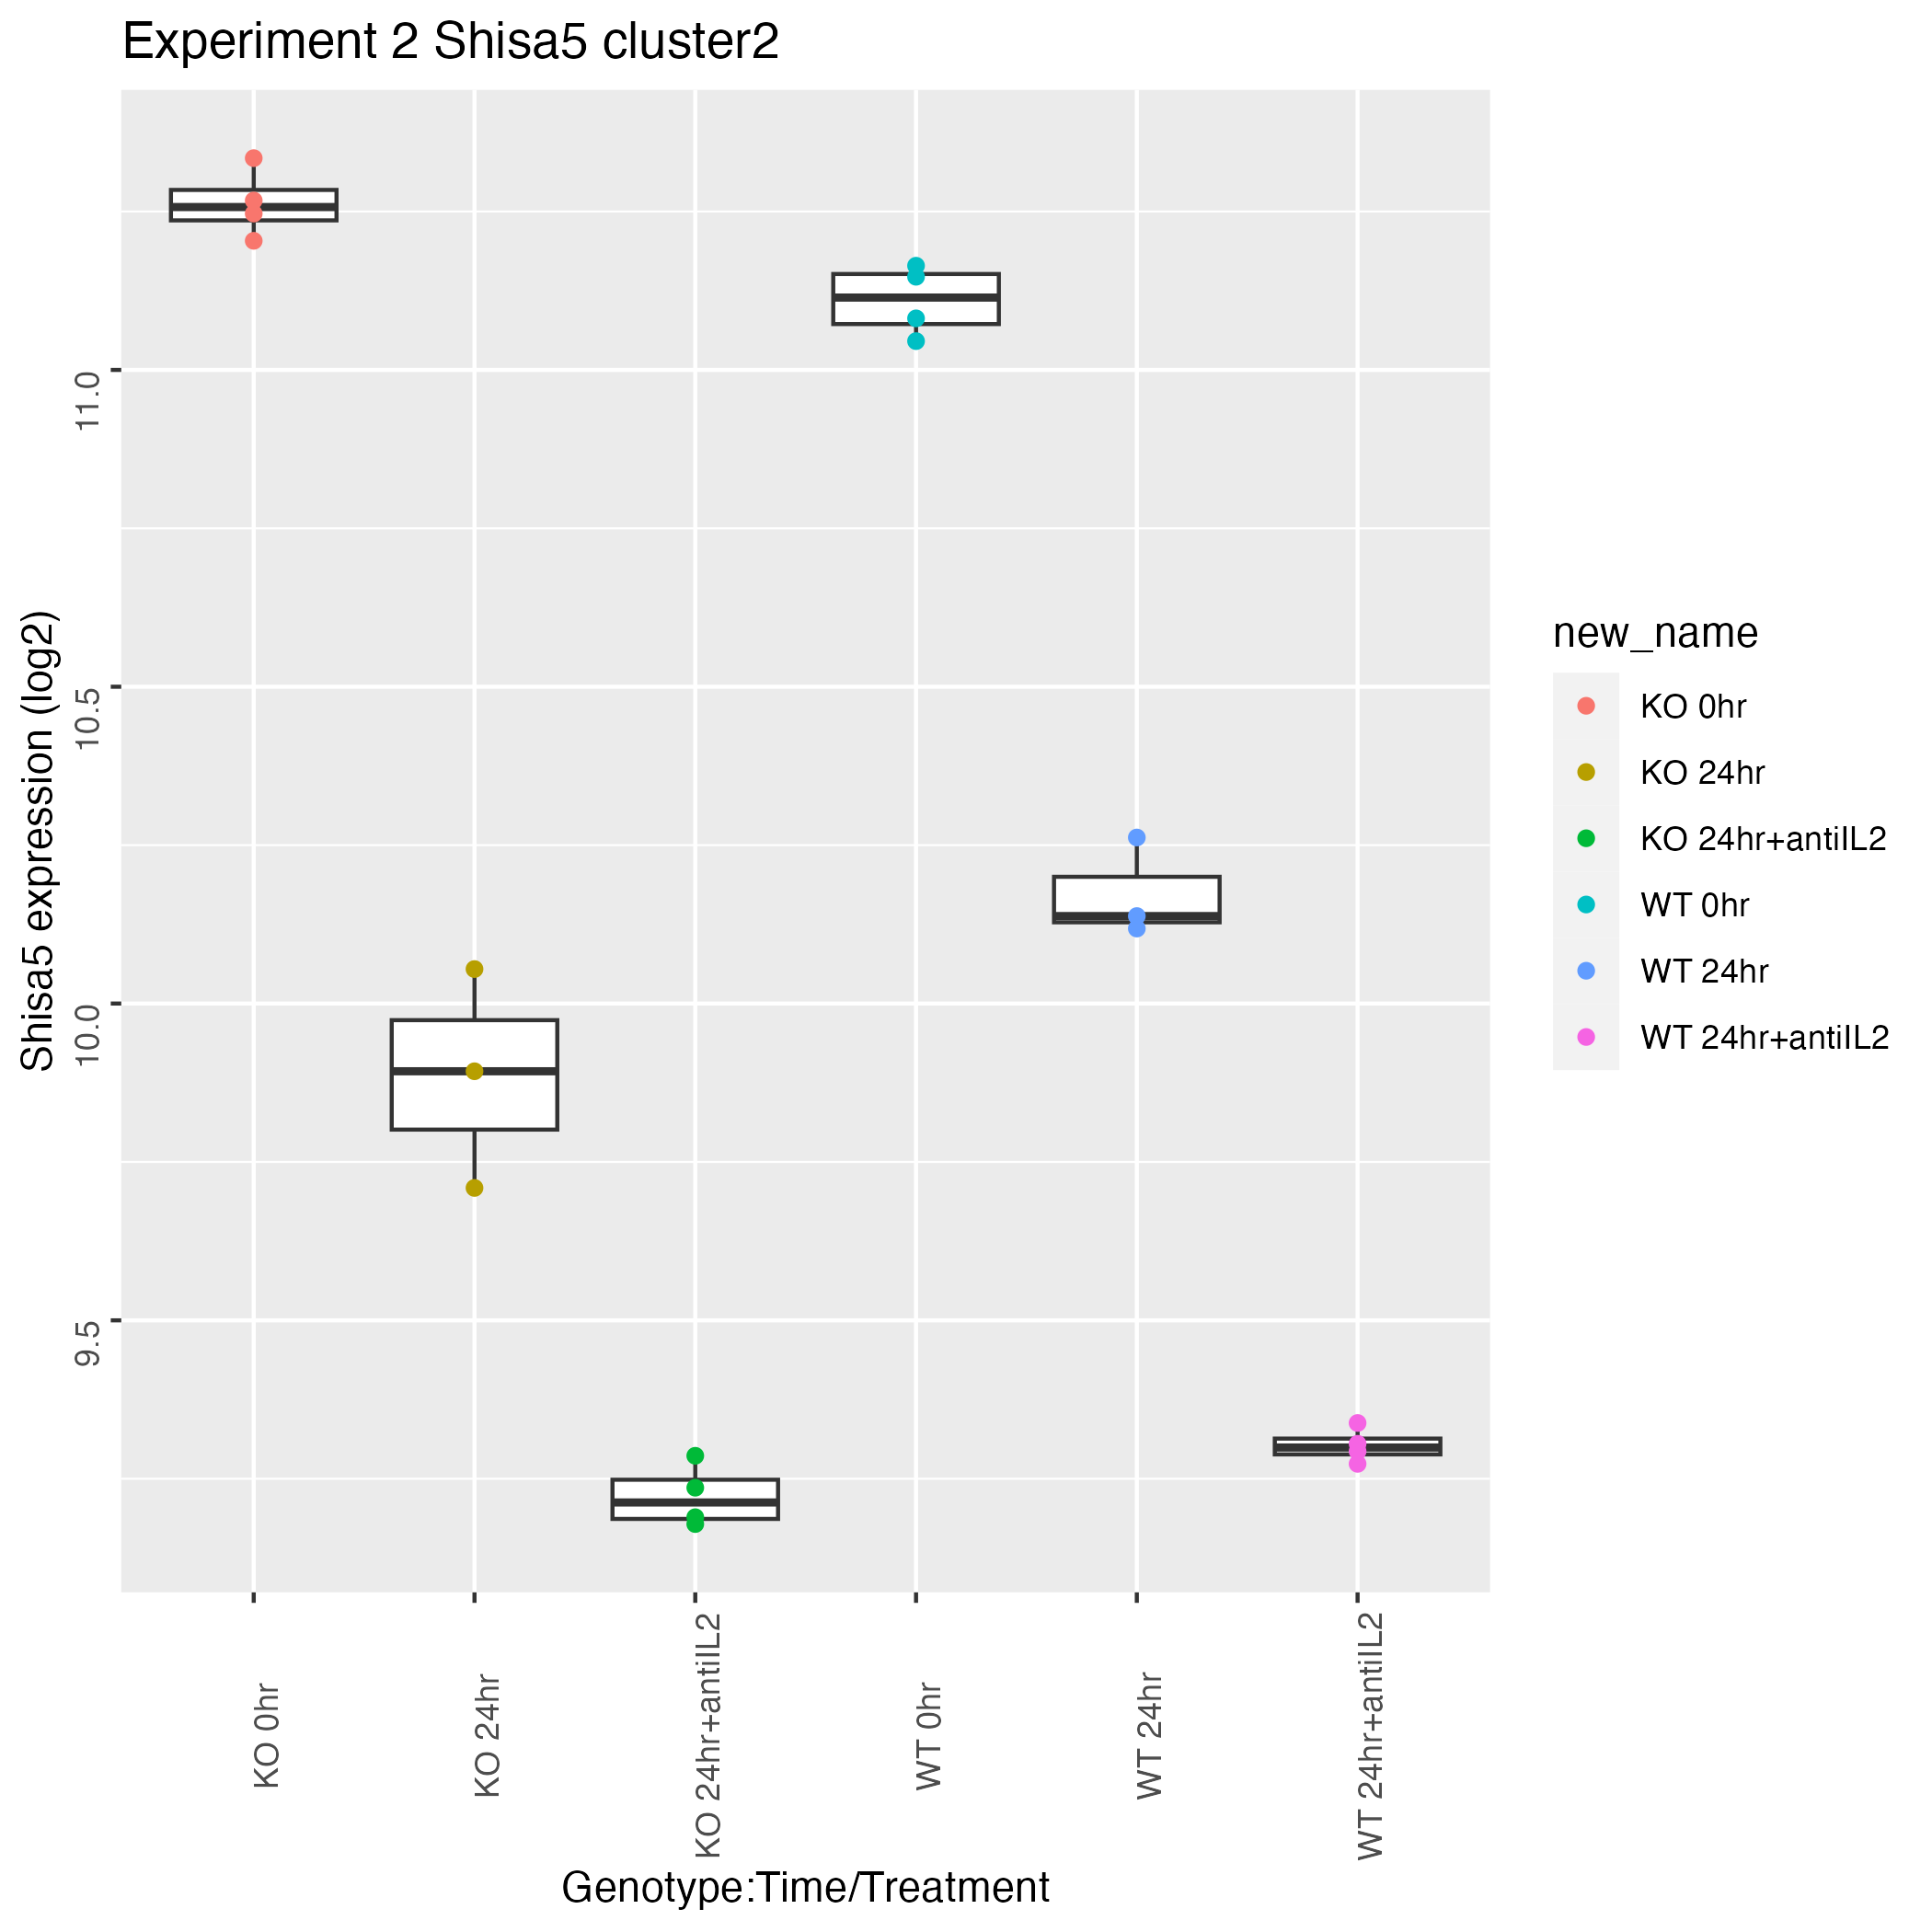 Experiment 2 Shisa5 cluster2
Shisa5 expression (log2)
11.0
10.5
10.0
9.5
KO 0hr
KO 24hr
KO 24hr+antiIL2
WT 0hr
WT 24hr
WT 24hr+antiIL2
Genotype:Time/Treatment
new_name
KO 0hr
KO 24hr
KO 24hr+antiIL2
WT 0hr
WT 24hr
WT 24hr+antiIL2